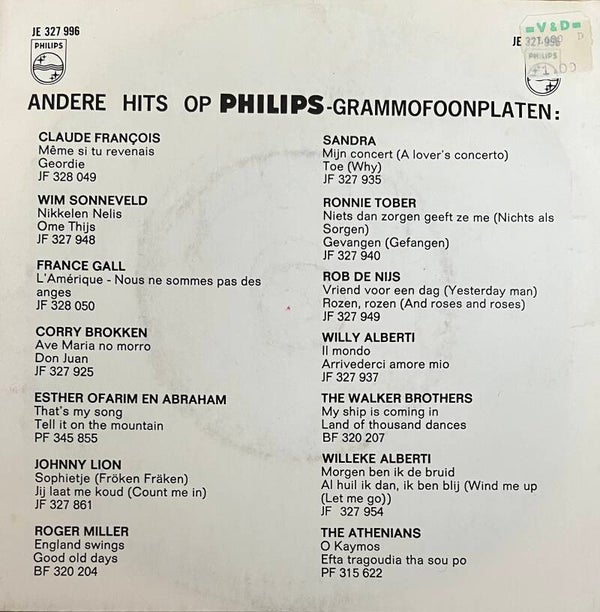 JE 327 996
PHILIPS
V & D
JE 327 996
PHILIPS
ANDERE HITS OP PHILIPS-GRAMMOFOONPLATEN:
CLAUDE FRANÇOIS
Même si tu revenais
Geordie
JF 328 049
WIM SONNEVELD
Nikkelen Nelis
Ome Thijs
JF 327 948
FRANCE GALL
L'Amérique - Nous ne sommes pas des
anges
JF 328 050
CORRY BROKKEN
Ave Maria no morro
Don Juan
JF 327 925
ESTHER OFARIM EN ABRAHAM
That's my song
Tell it on the mountain
PF 345 855
JOHNNY LION
Sophietje (Fröken Fräken)
Jij laat me koud (Count me in)
JF 327 861
ROGER MILLER
England swings
Good old days
BF 320 204
SANDRA
Mijn concert (A lover's concerto)
Toe (Why)
JF 327 935
RONNIE TOBER
Niets dan zorgen geeft ze me (Nichts als
Sorgen)
Gevangen (Gefangen)
JF 327 940
ROB DE NIJS
Vriend voor een dag (Yesterday man)
Rozen, rozen (And roses and roses)
JF 327 949
WILLY ALBERTI
Il mondo
Arrivederci amore mio
JF 327 937
THE WALKER BROTHERS
My ship is coming in
Land of thousand dances
BF 320 207
WILLEKE ALBERTI
Morgen ben ik de bruid
Al huil ik dan, ik ben blij (Wind me up
(Let me go))
JF 327 954
THE ATHENIANS
O Kaymos
Efta tragoudia tha sou po
PF 315 622